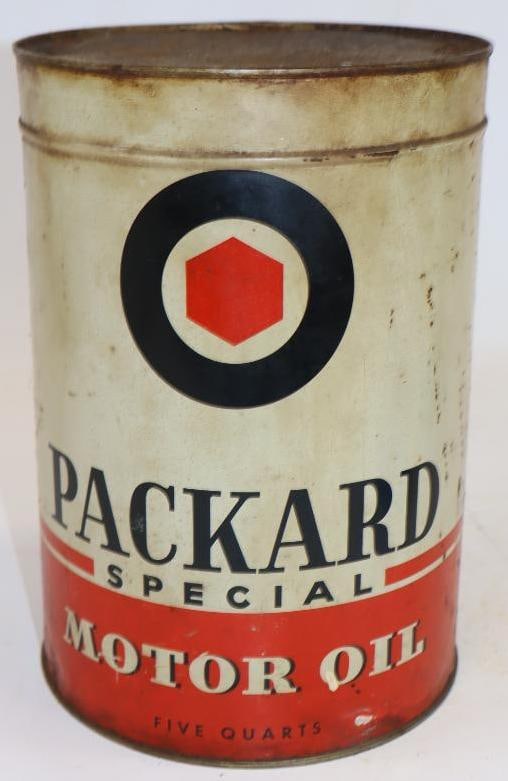 PACKARD
SPECIAL
MOTOR OIL
FIVE QUARTS